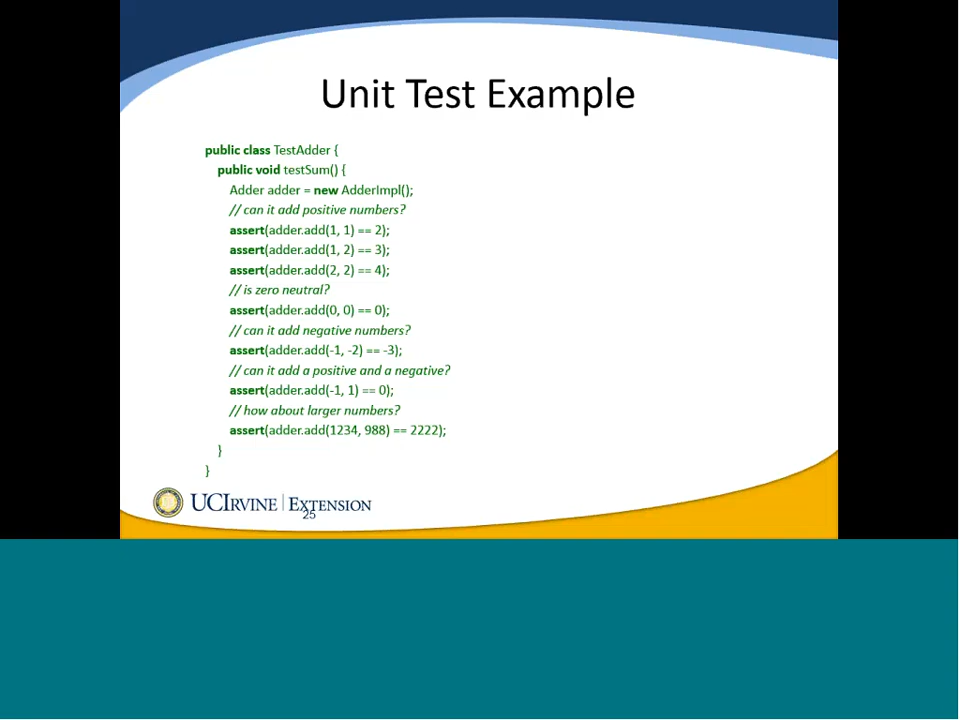 Unit Test Example
public class TestAdder {
public void testSum() {
Adder adder = new AdderImpl();
// can it add positive numbers?
assert(adder.add(1, 1) == 2);
assert(adder.add(1, 2) == 3);
assert(adder.add(2, 2) == 4);
// is zero neutral?
assert(adder.add(0, 0) == 0);
// can it add negative numbers?
assert(adder.add(-1, -2) == -3);
// can it add a positive and a negative?
assert(adder.add(-1, 1) == 0);
// how about larger numbers?
assert(adder.add(1234, 988) == 2222);
}
}
UCIRVINE | EXTENSION
25